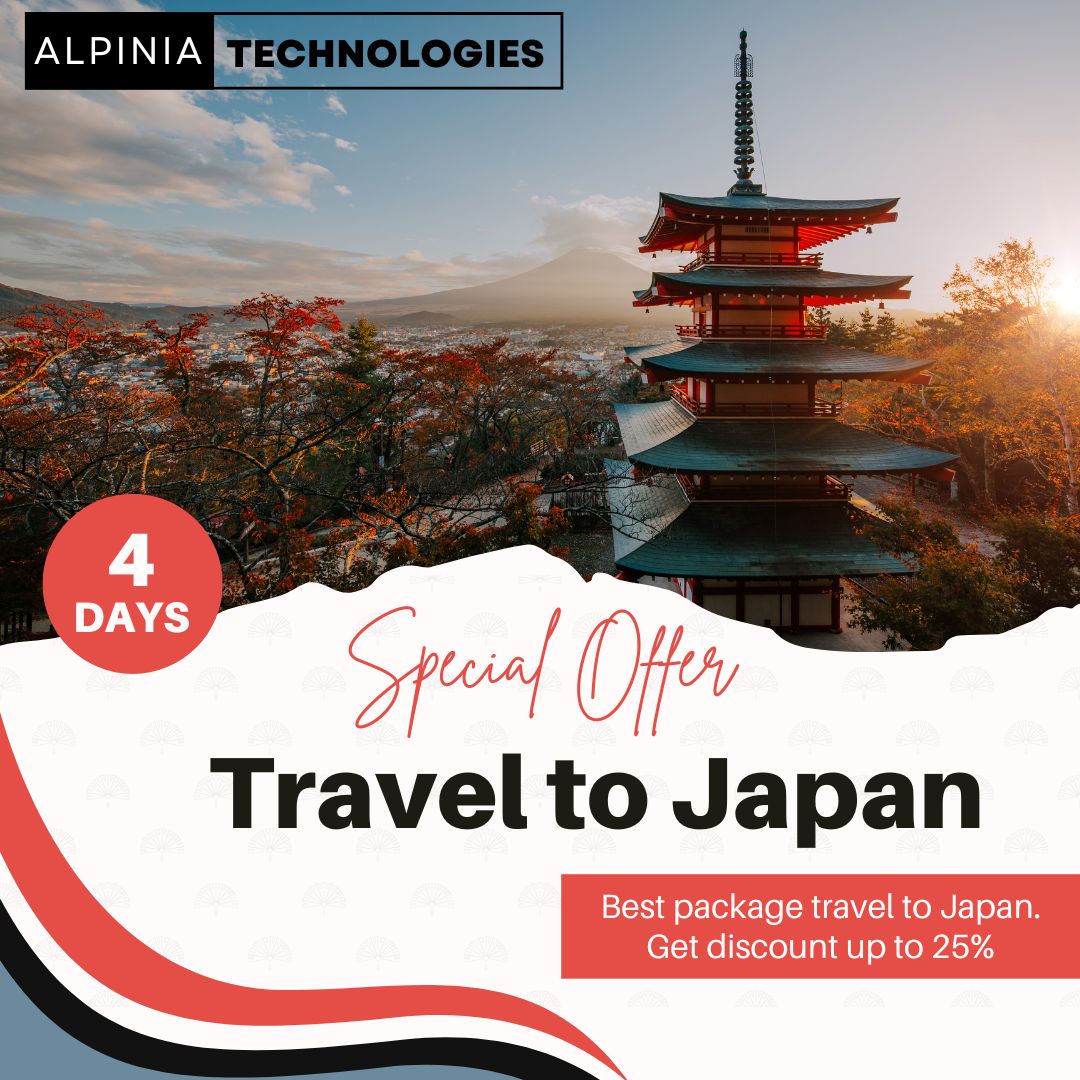 ALPINIA TECHNOLOGIES
4
DAYS
Special Offer
Travel to Japan
Best package travel to Japan.
Get discount up to 25%